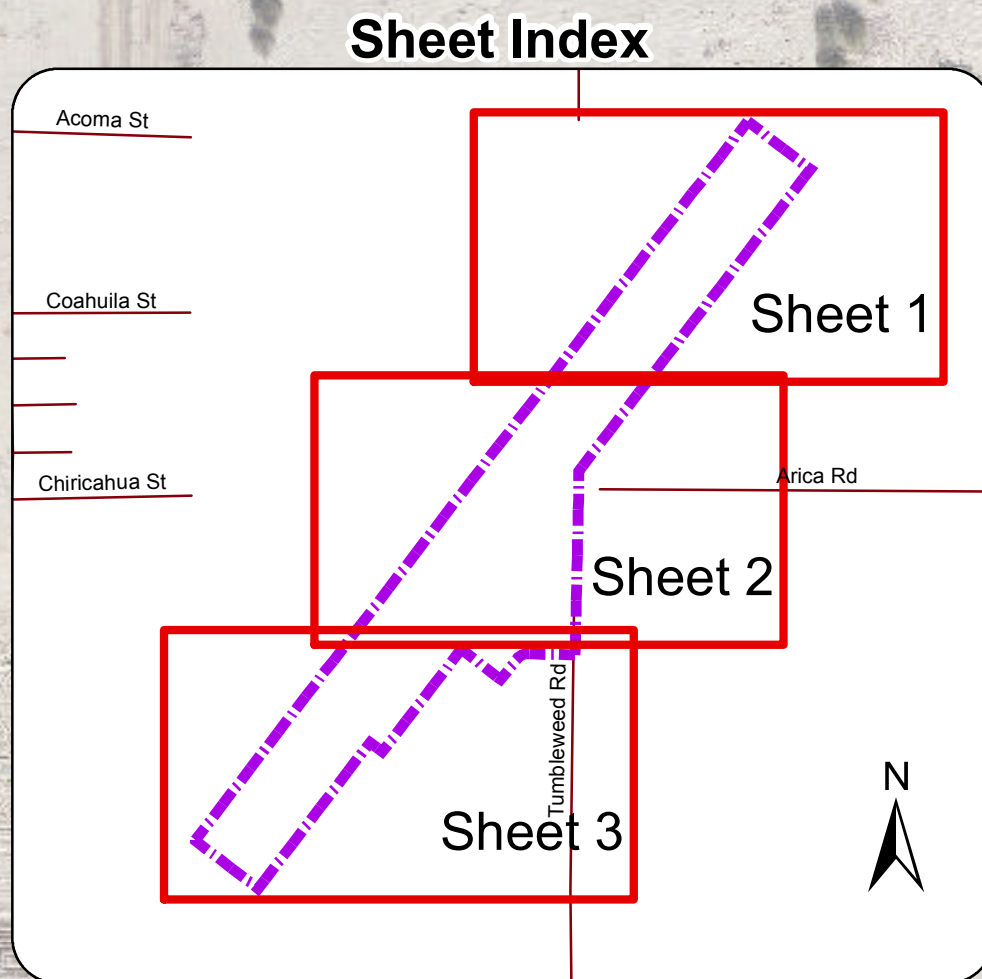 Sheet Index
Acoma St
Coahuila St
Sheet 1
Chiricahua St
Arica Rd
Sheet 2
Tumbleweed Rd
N
Sheet 3